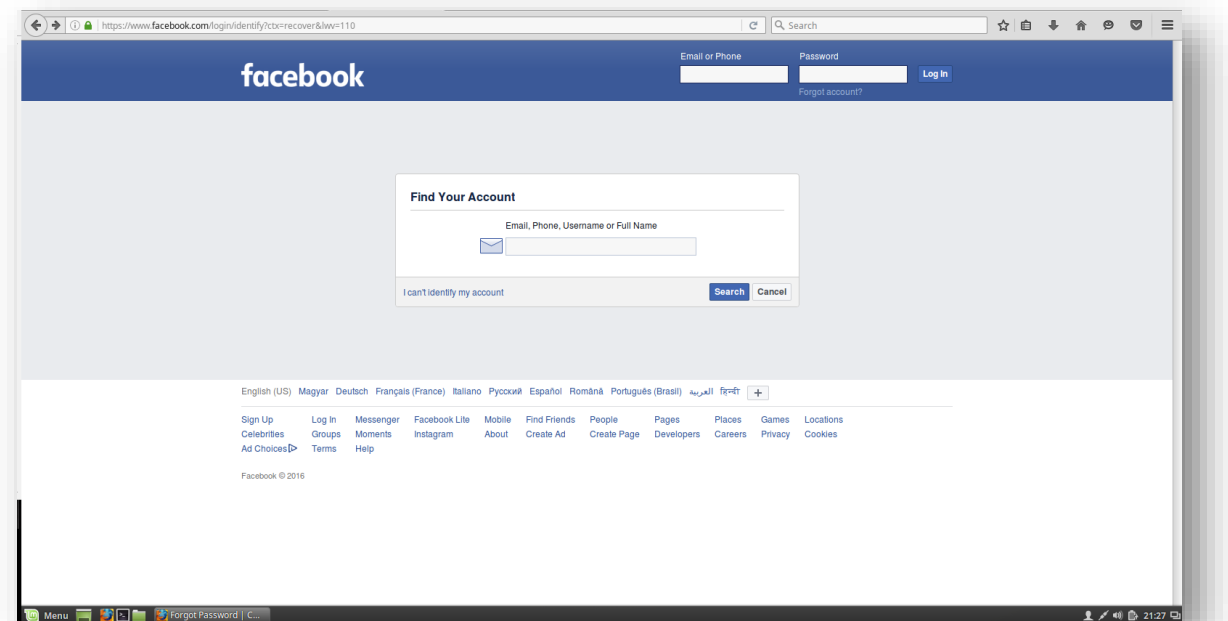 https://www.facebook.com/login/identify?ctx=recover&lwv=110
Search
facebook
Email or Phone
Password
Log In
Forgot account?
Find Your Account
Email, Phone, Username or Full Name
I can't identify my account
Search Cancel
English (US) Magyar Deutsch Français (France) Italiano Русский Español Română Português (Brasil) العربية हिन्दी +
Sign Up Log In Messenger Facebook Lite Mobile Find Friends People Pages Places Games Locations
Celebrities Groups Moments Instagram About Create Ad Create Page Developers Careers Privacy Cookies
Ad Choices Terms Help
Facebook © 2016
Menu Forgot Password | C... 21:27